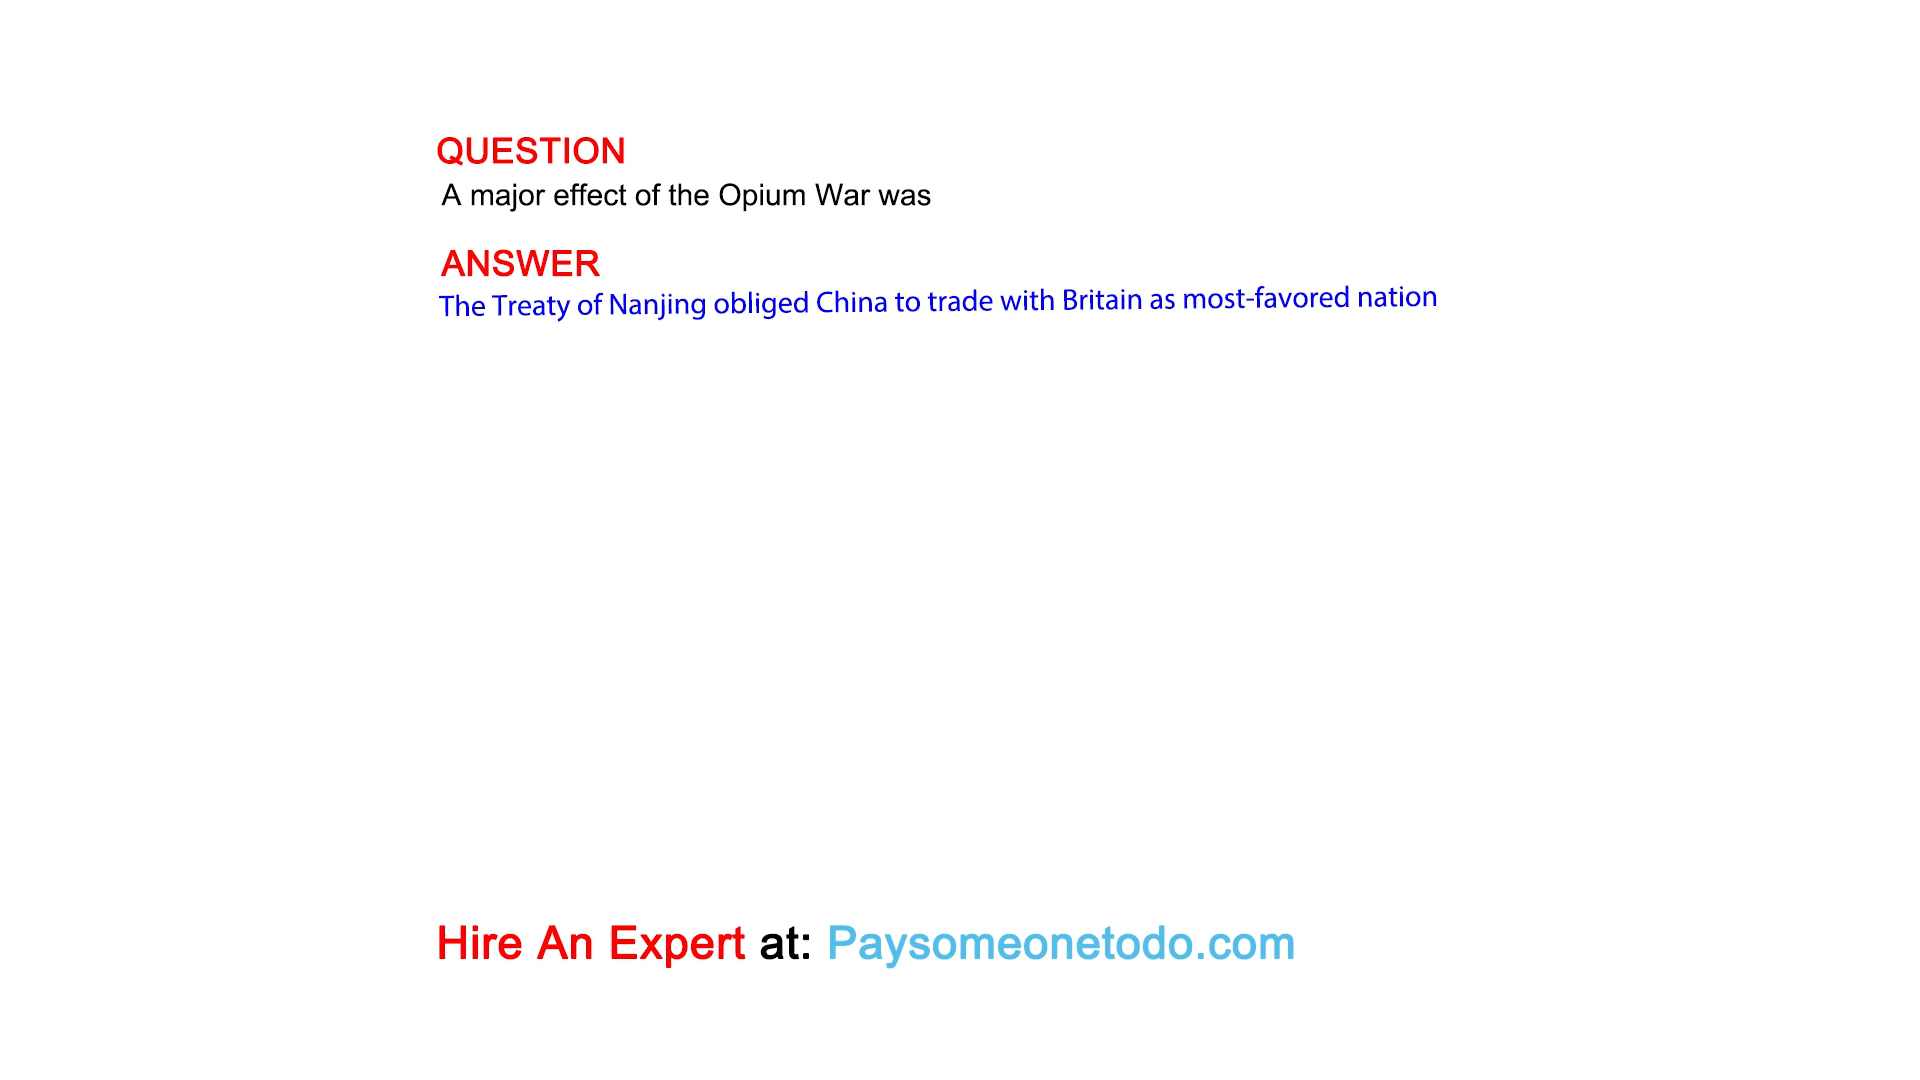 QUESTION
A major effect of the Opium War was
ANSWER
The Treaty of Nanjing obliged China to trade with Britain as most-favored nation
Hire An Expert at: Paysomeonetodo.com